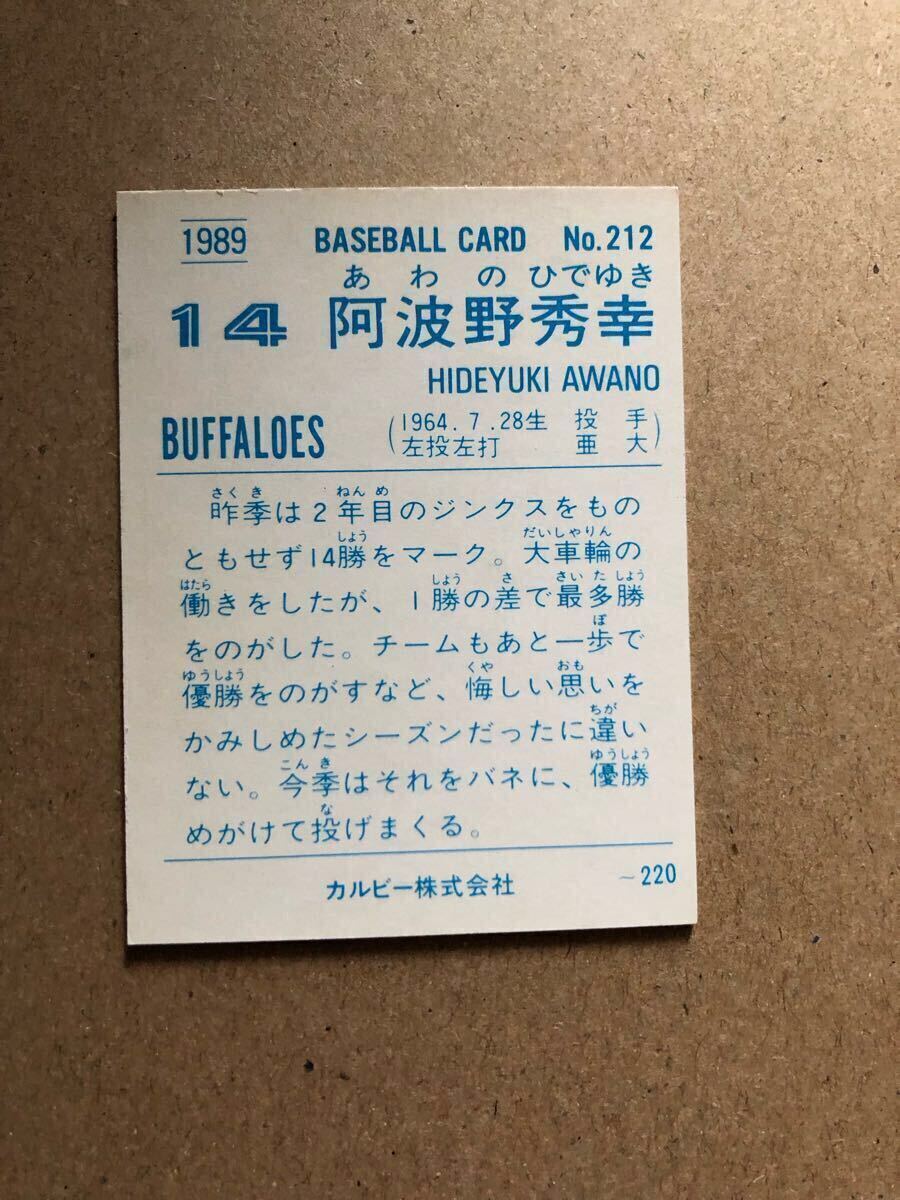 1989 BASEBALL CARD No.212
あわの ひでゆき
14 阿波野秀幸
HIDEYUKI AWANO
BUFFALOES
(1964.7.28生 投手
左投左打 亜大)
さくき ねんめ
昨季は2年目のジンクスをもの
しょう だいしゃりん
ともせず14勝をマーク。大車輪の
はたら しょう さ さいたしょう
働きをしたが、1勝の差で最多勝
ぽ
をのがした。チームもあと一歩で
ゆうしょう くや おも
優勝をのがすなど、悔しい思いを
ちが
かみしめたシーズンだったに違い
こんき ゆうしょう
ない。今季はそれをバネに、優勝
な
めがけて投げまくる。
カルビー株式会社 ~220